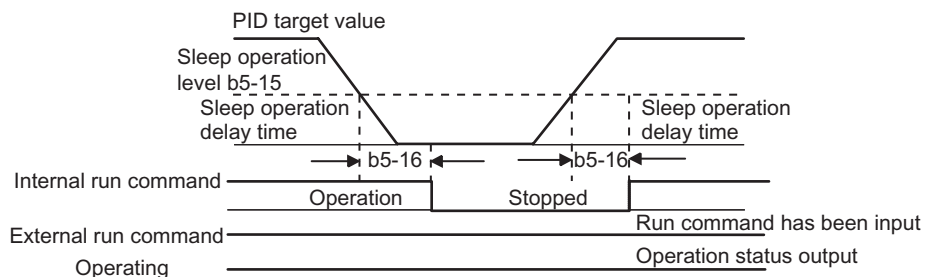 PID target value
Sleep operation
level b5-15
Sleep operation
delay time
Sleep operation
delay time
b5-16
b5-16
Internal run command
Operation
Stopped
Run command has been input
External run command
Operation status output
Operating